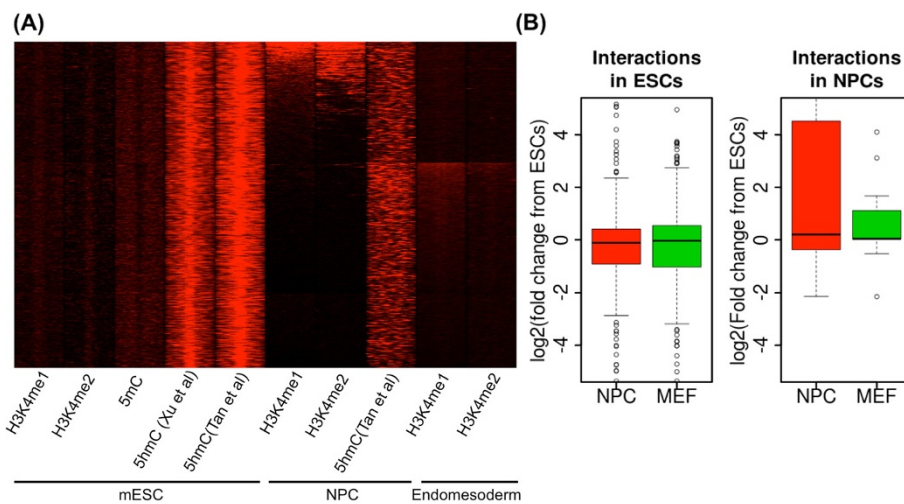 (A)
H3K4me1
H3K4me2
5mC
5hmC (Xu et al)
5hmC(Tan et al)
H3K4me1
H3K4me2
5hmC(Tan et al)
H3K4me1
H3K4me2
mESC
NPC
Endomesoderm
(B)
Interactions
in ESCs
log2(fold change from ESCs)
4
2
0
-2
-4
NPC
MEF
Interactions
in NPCs
log2(Fold change from ESCs)
4
2
0
-2
-4
NPC
MEF